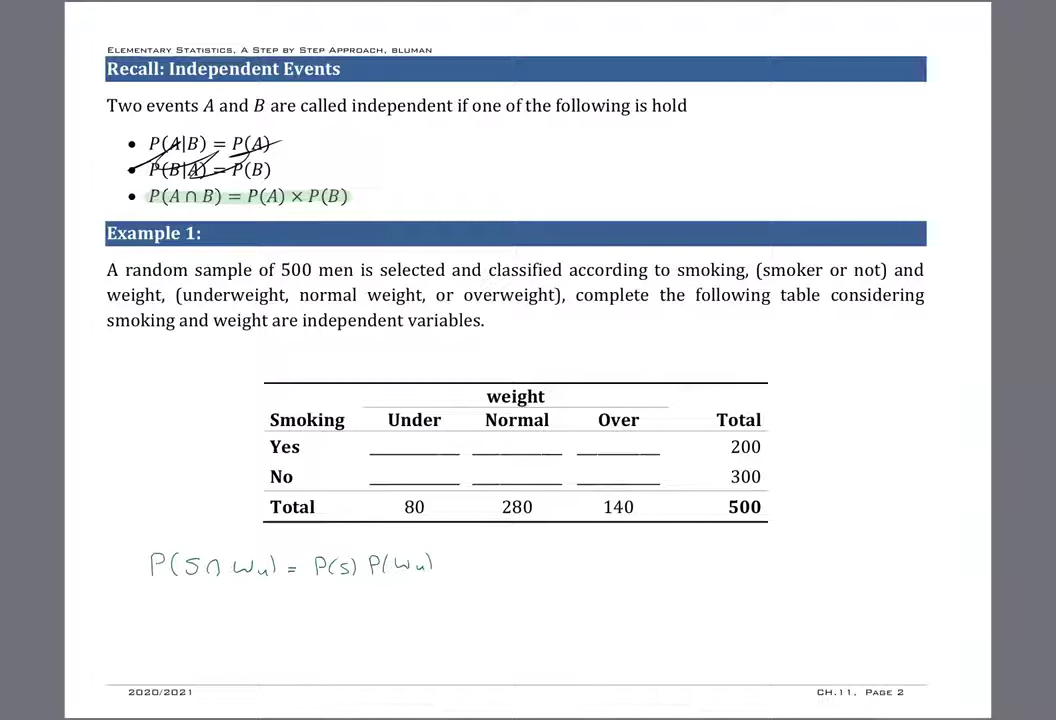 ELEMENTARY STATISTICS, A STEP BY STEP APPROACH, BLUMAN
Recall: Independent Events
Two events A and B are called independent if one of the following is hold
• P(A|B) = P(A)
• P(B|A) = P(B)
• P(A ∩ B) = P(A) × P(B)
Example 1:
A random sample of 500 men is selected and classified according to smoking, (smoker or not) and
weight, (underweight, normal weight, or overweight), complete the following table considering
smoking and weight are independent variables.
weight
Smoking Under Normal Over Total
Yes 200
No 300
Total 80 280 140 500
P(S ∩ Wu) = P(S) P(Wu)
2020/2021 CH.11, PAGE 2